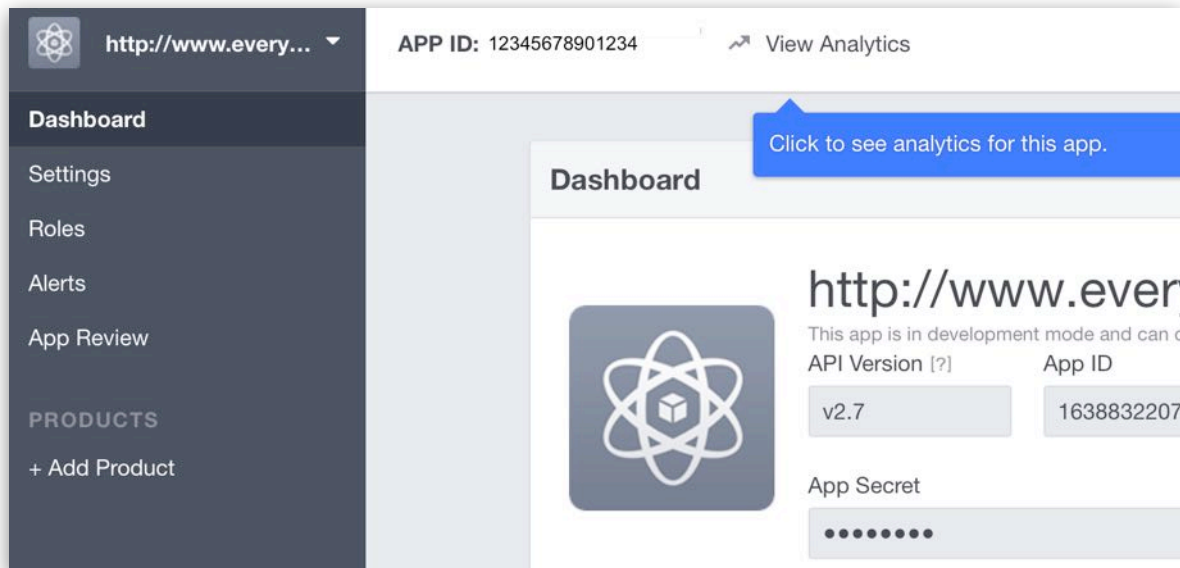 http://www.every...
APP ID: 12345678901234
View Analytics
Dashboard
Settings
Roles
Alerts
App Review
PRODUCTS
+ Add Product
Click to see analytics for this app.
Dashboard
http://www.every
This app is in development mode and can
API Version [?]
App ID
v2.7
1638832207
App Secret
••••••••